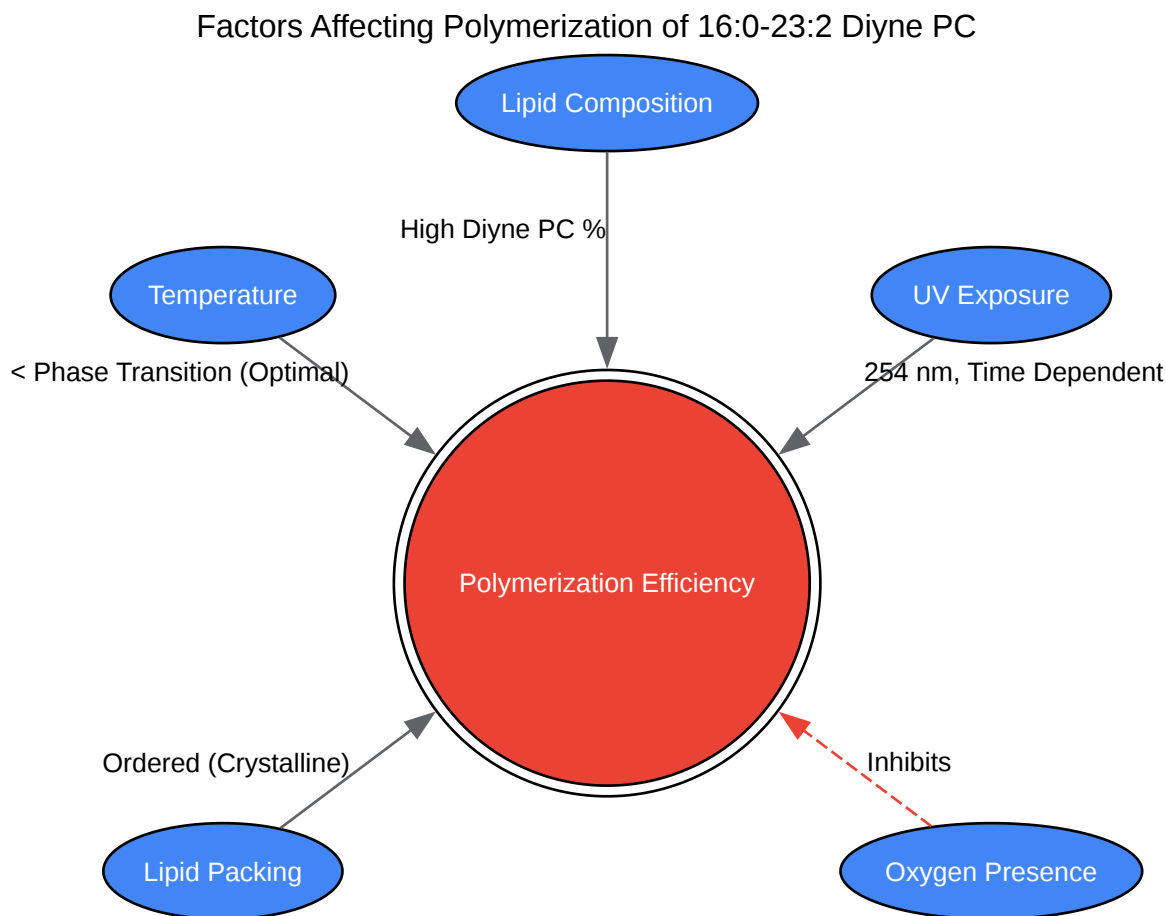 Factors Affecting Polymerization of 16:0-23:2 Diyne PC
Lipid Composition
High Diyne PC %
Temperature
UV Exposure
< Phase Transition (Optimal)
254 nm, Time Dependent
Polymerization Efficiency
Ordered (Crystalline)
Inhibits
Lipid Packing
Oxygen Presence